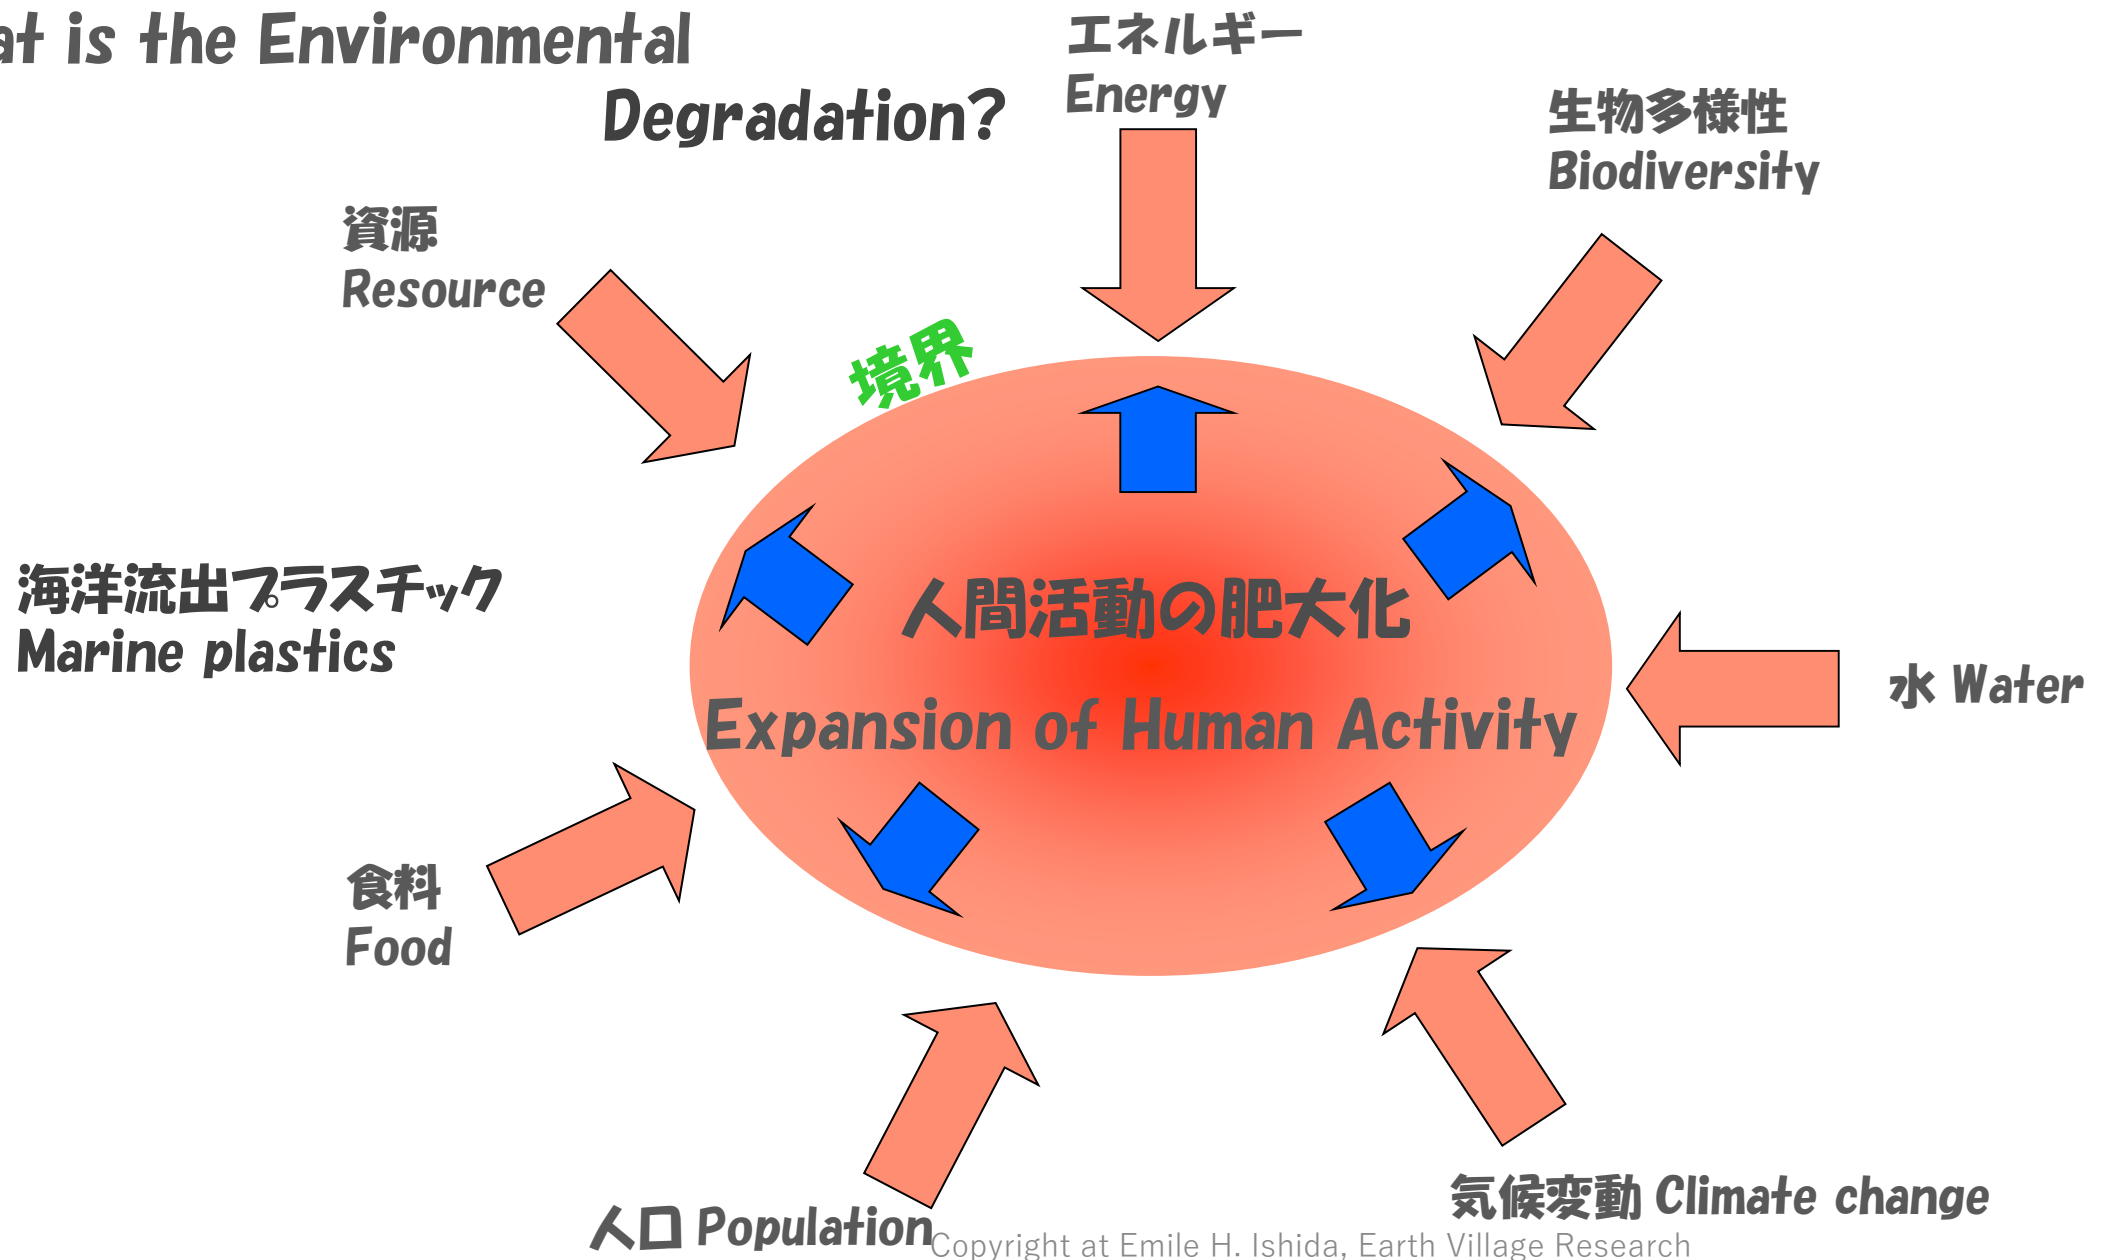 at is the Environmental
Degradation?
エネルギー
Energy
生物多様性
Biodiversity
資源
Resource
境界
海洋流出プラスチック
Marine plastics
人間活動の肥大化
Expansion of Human Activity
水 Water
食料
Food
気候変動 Climate change
人口 Population
Copyright at Emile H. Ishida, Earth Village Research